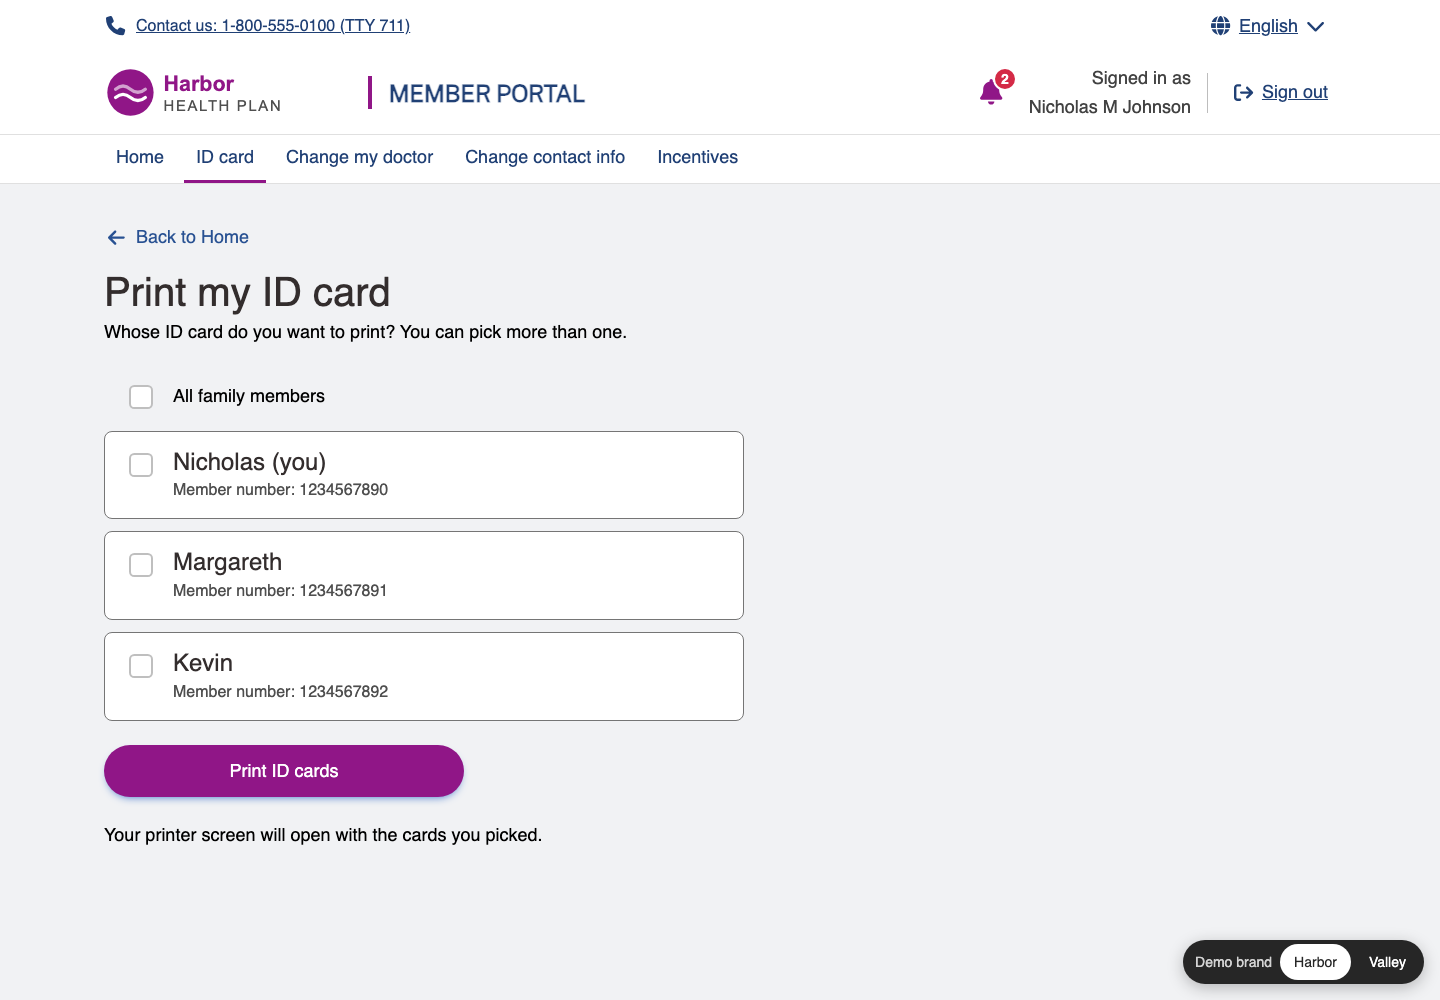 Contact us: 1-800-555-0100 (TTY 711)
English
Harbor
HEALTH PLAN
MEMBER PORTAL
2
Signed in as
Nicholas M Johnson
Sign out
Home
ID card
Change my doctor
Change contact info
Incentives
Back to Home
Print my ID card
Whose ID card do you want to print? You can pick more than one.
All family members
Nicholas (you)
Member number: 1234567890
Margareth
Member number: 1234567891
Kevin
Member number: 1234567892
Print ID cards
Your printer screen will open with the cards you picked.
Demo brand
Harbor
Valley